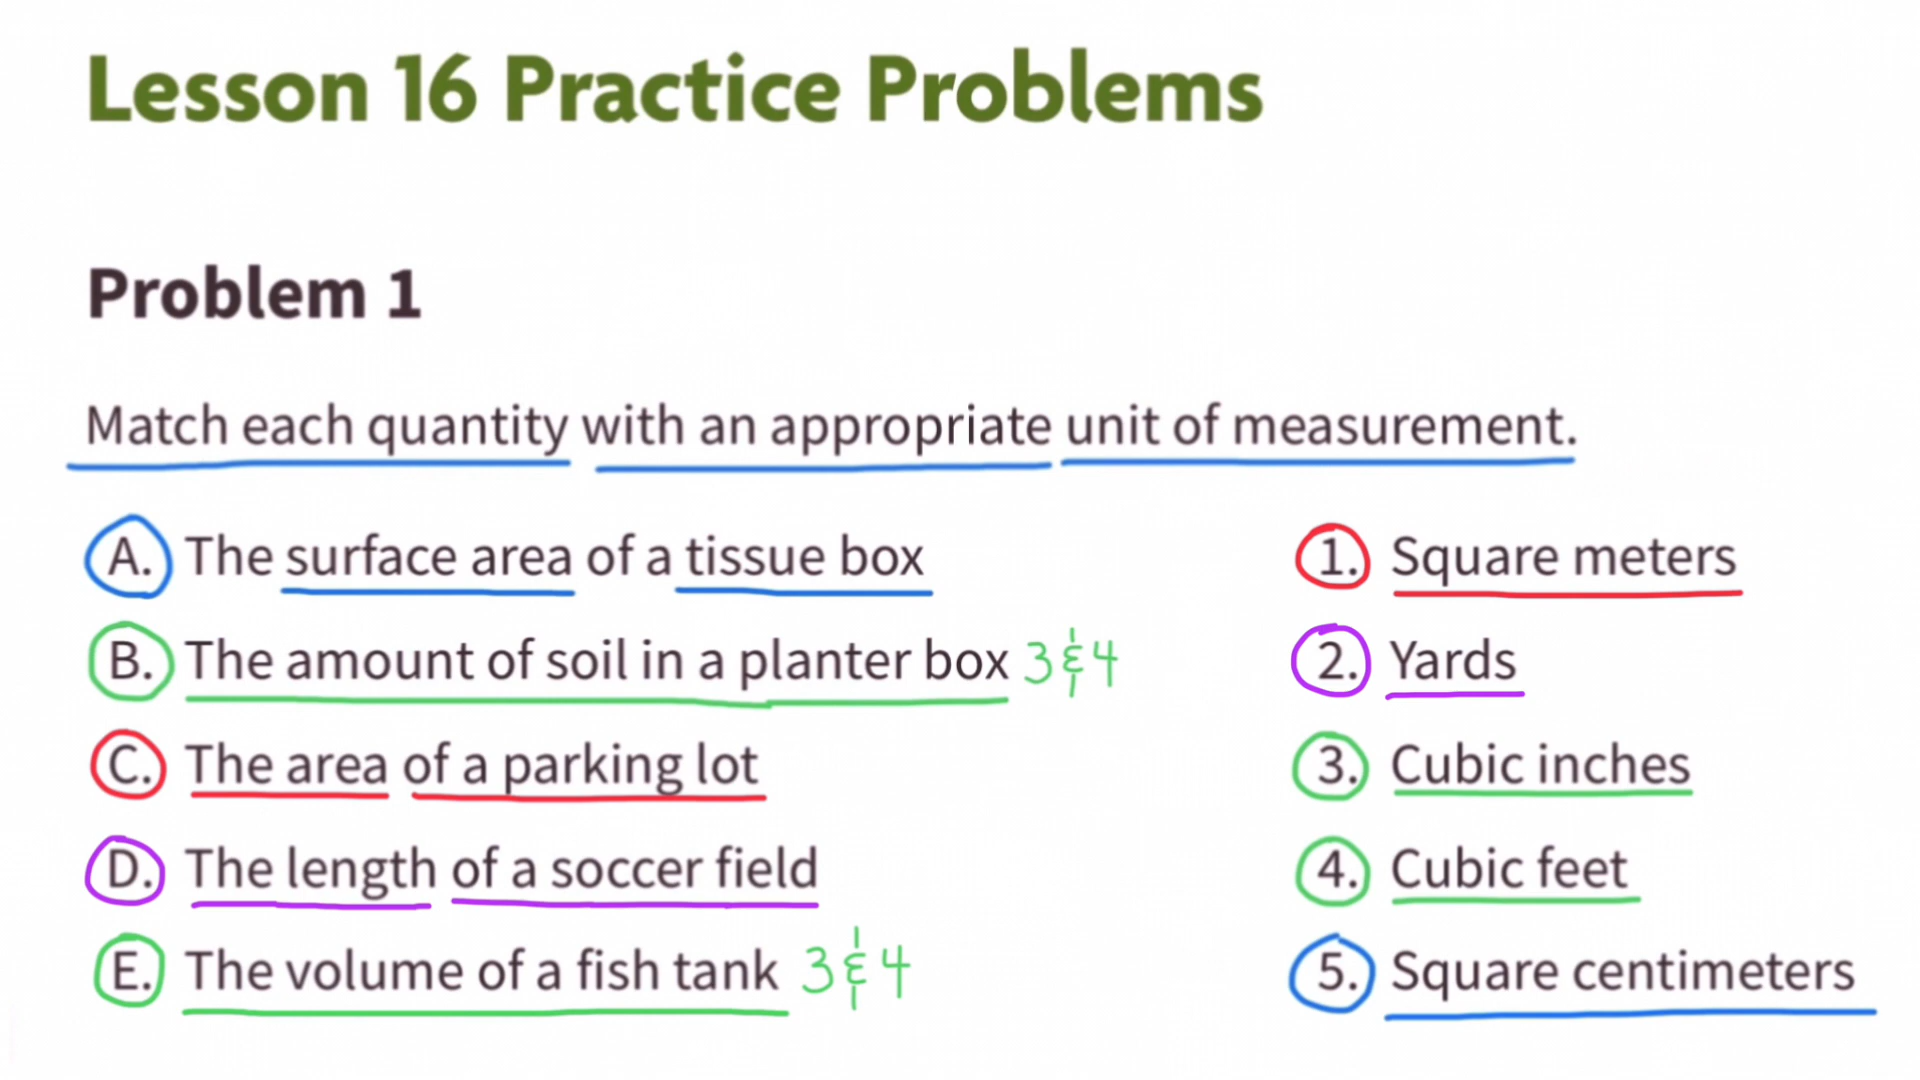 Lesson 16 Practice Problems
Problem 1
Match each quantity with an appropriate unit of measurement.
A. The surface area of a tissue box
B. The amount of soil in a planter box 3 & 4
C. The area of a parking lot
D. The length of a soccer field
E. The volume of a fish tank 3 & 4
1. Square meters
2. Yards
3. Cubic inches
4. Cubic feet
5. Square centimeters